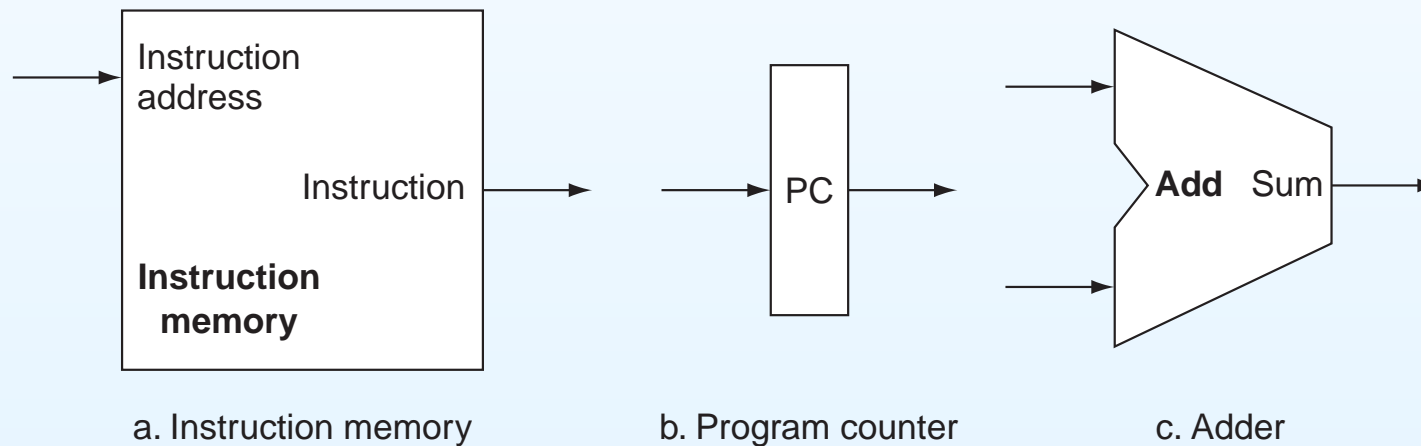 Instruction
address
Instruction
Instruction
memory
PC
Add Sum
a. Instruction memory
b. Program counter
c. Adder